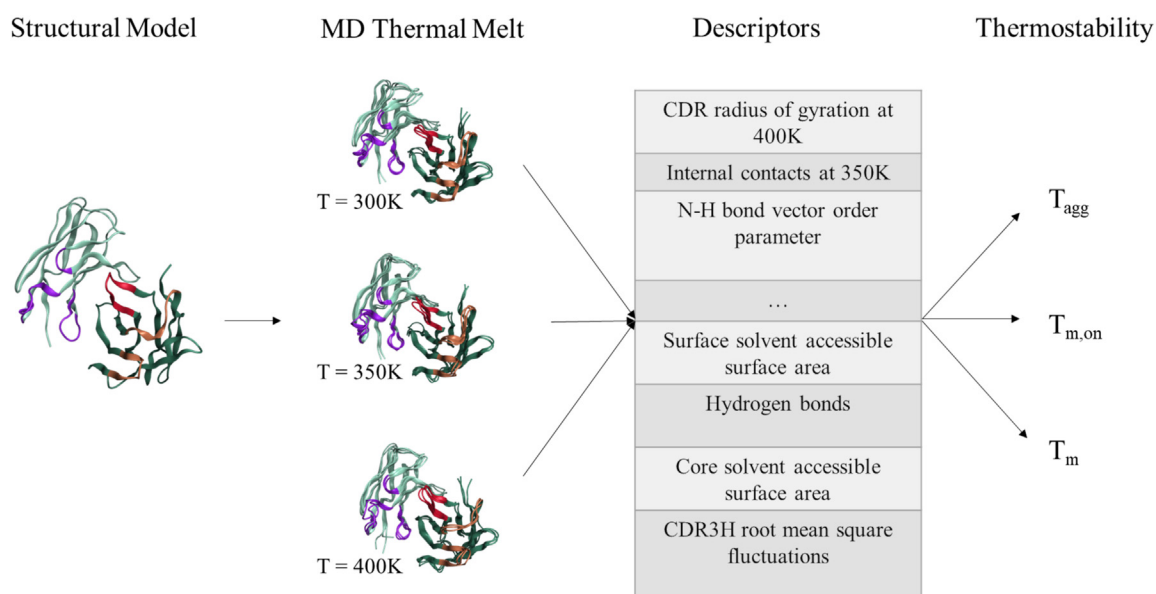 Structural Model
MD Thermal Melt
Descriptors
Thermostability
T = 300K
T = 350K
T = 400K
CDR radius of gyration at
400K
Internal contacts at 350K
N-H bond vector order
parameter
...
Surface solvent accessible
surface area
Hydrogen bonds
Core solvent accessible
surface area
CDR3H root mean square
fluctuations
Tagg
Tm,on
Tm